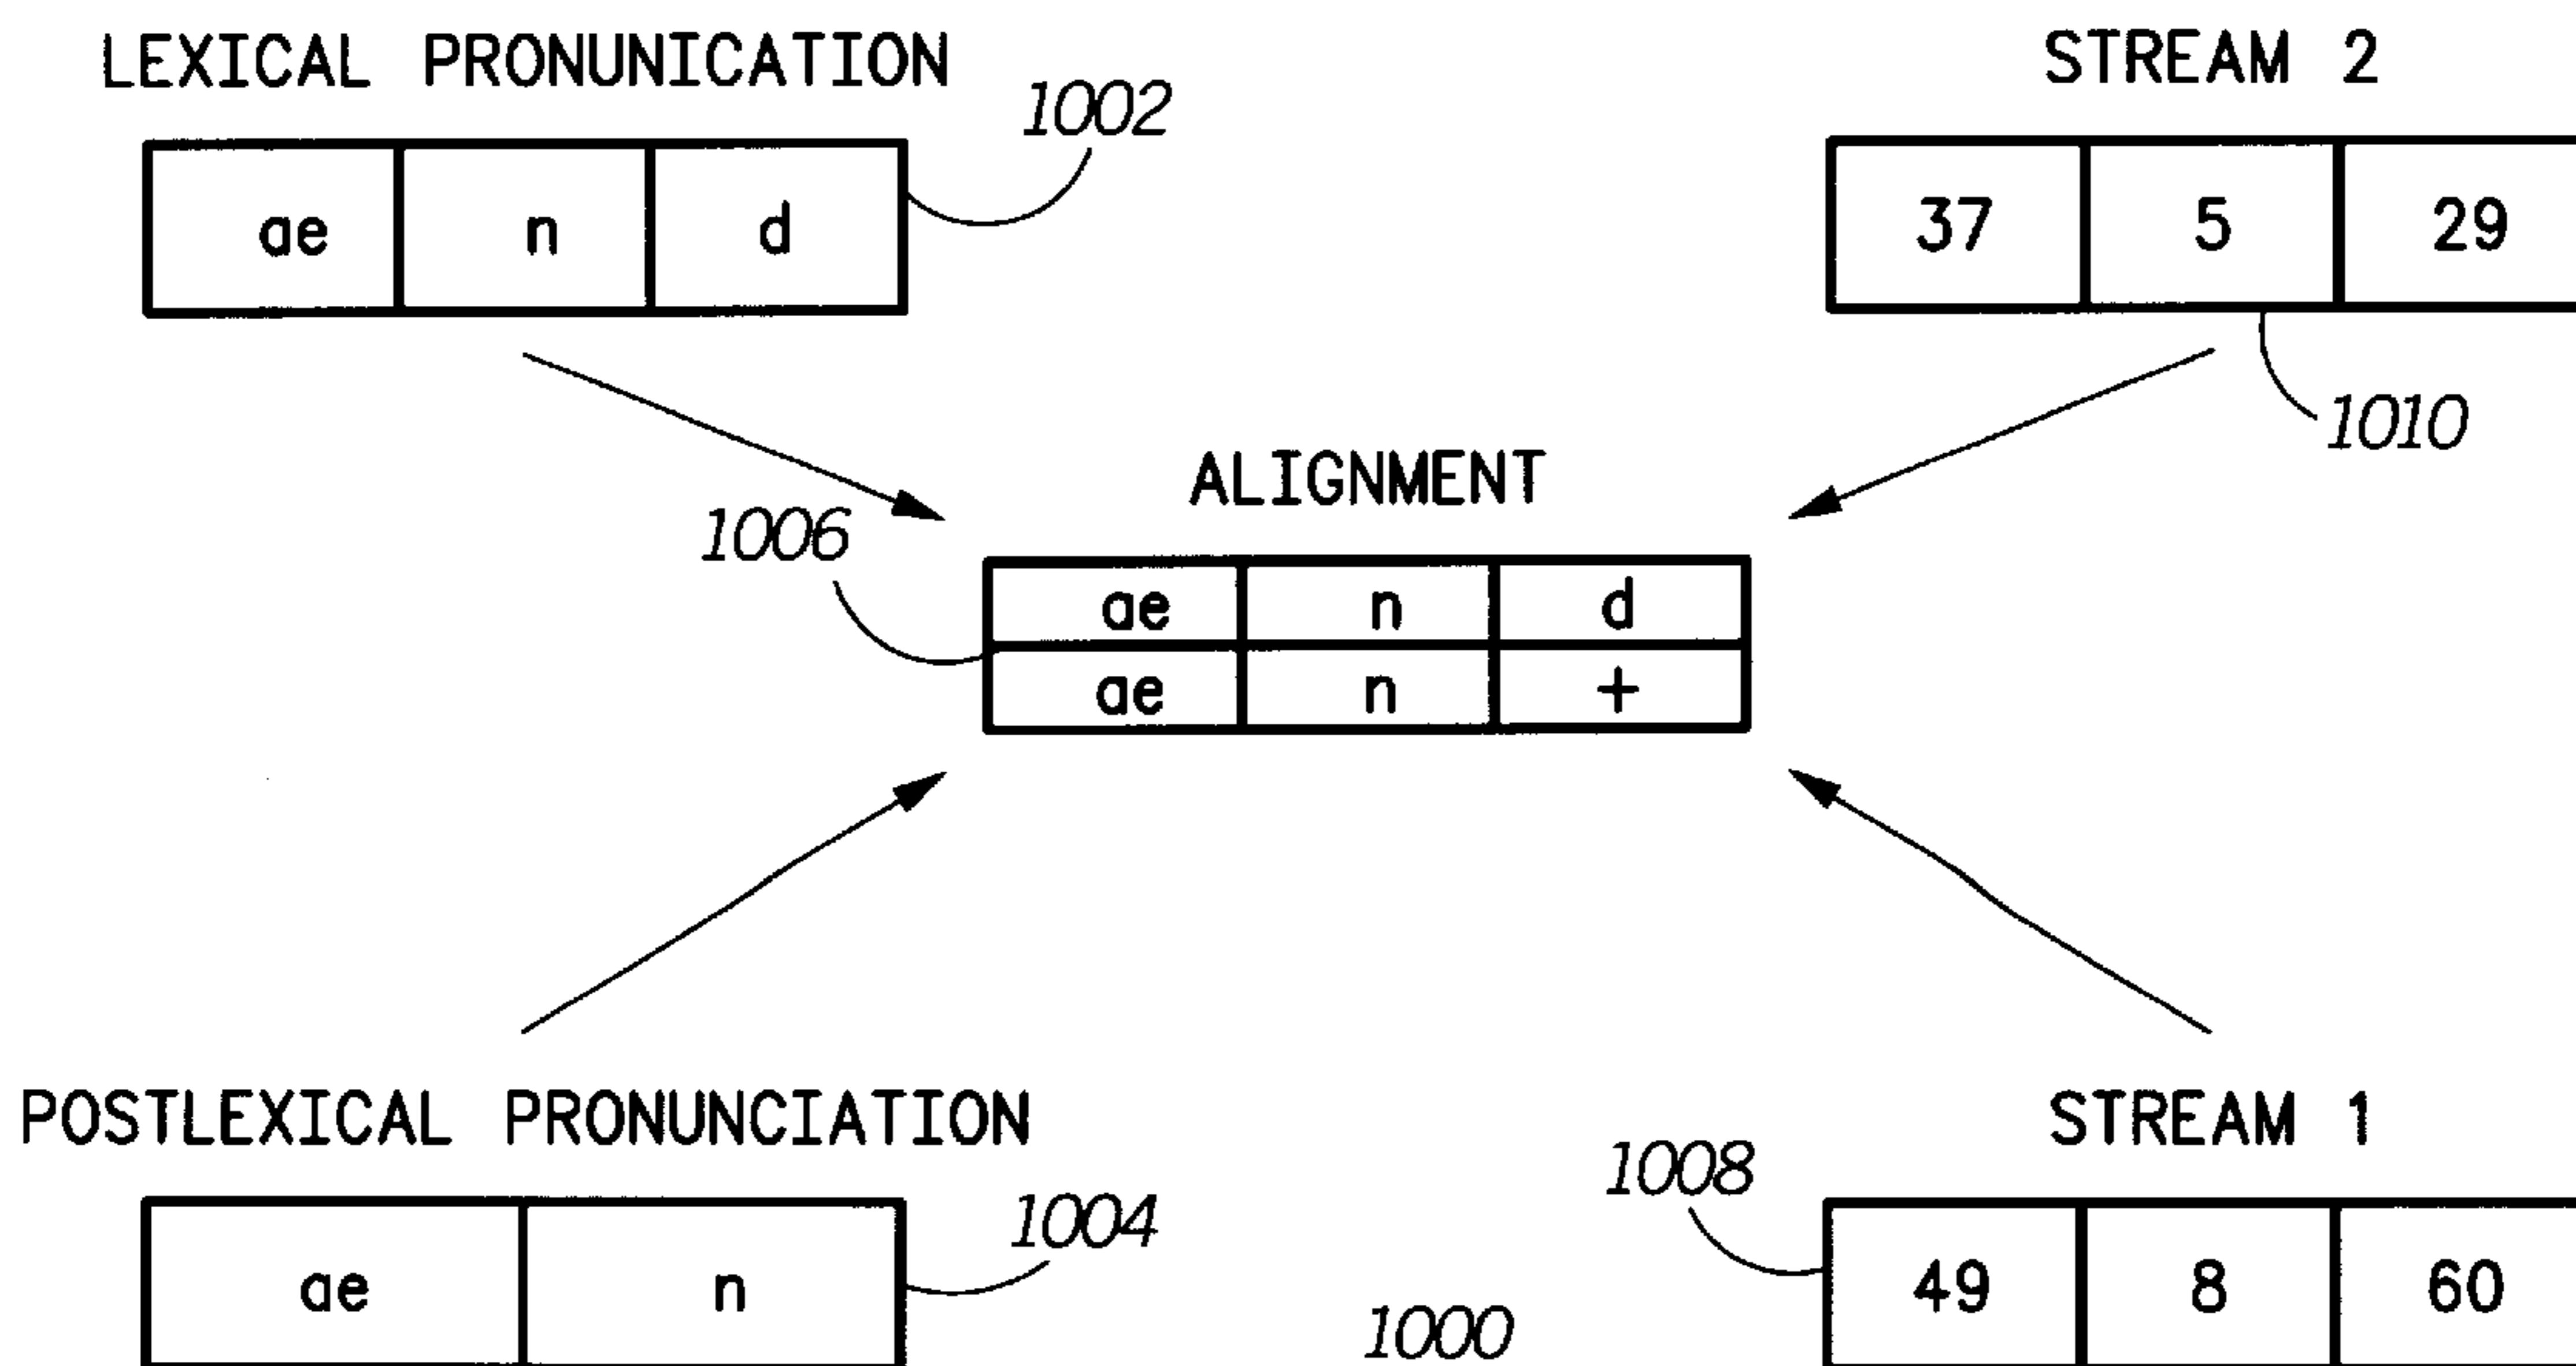 LEXICAL PRONUNICATION
1002
STREAM 2
ae n d
37 5 29
1010
ALIGNMENT
1006
ae n d
ae n +
POSTLEXICAL PRONUNCIATION
1004
STREAM 1
1008
ae n
49 8 60
1000